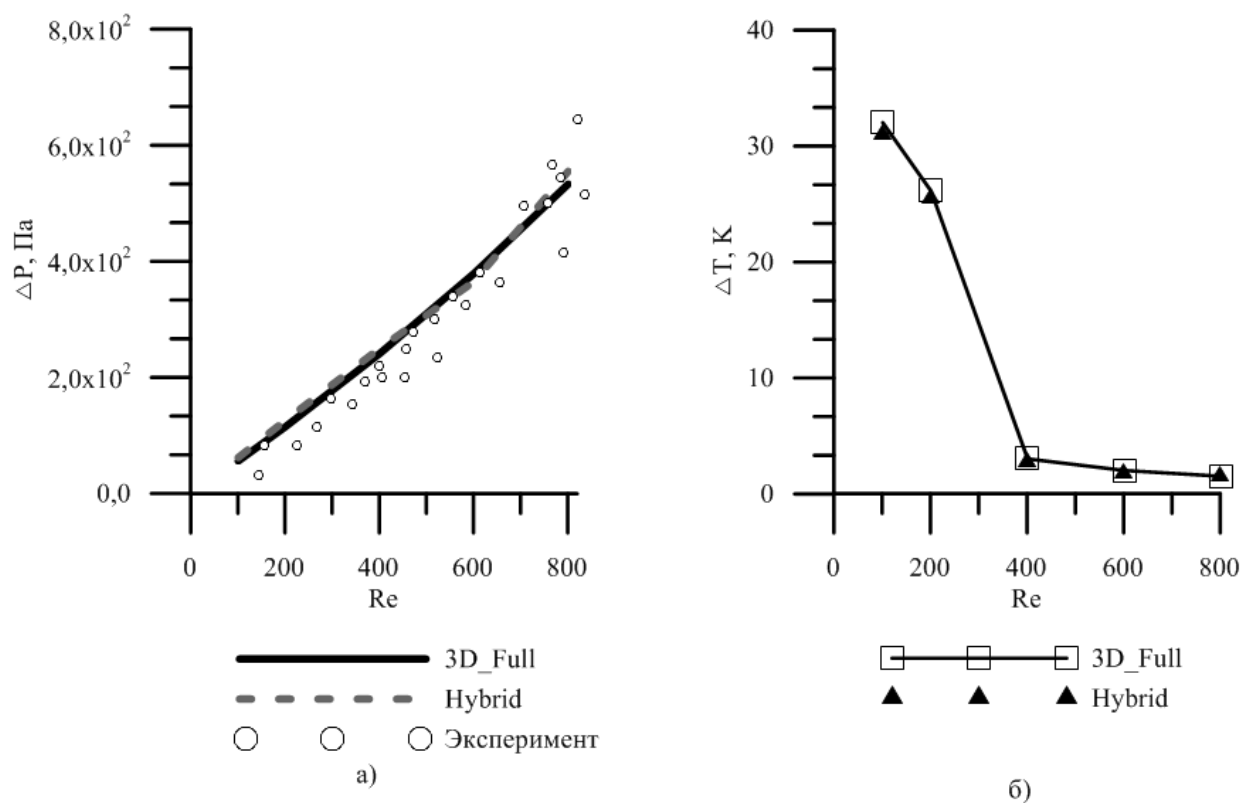 8,0x10²
6,0x10²
4,0x10²
2,0x10²
0,0
△P, Па
0 200 400 600 800
Re
3D_Full
Hybrid
Эксперимент
а)
40
30
20
10
0
△T, K
0 200 400 600 800
Re
3D_Full
Hybrid
б)